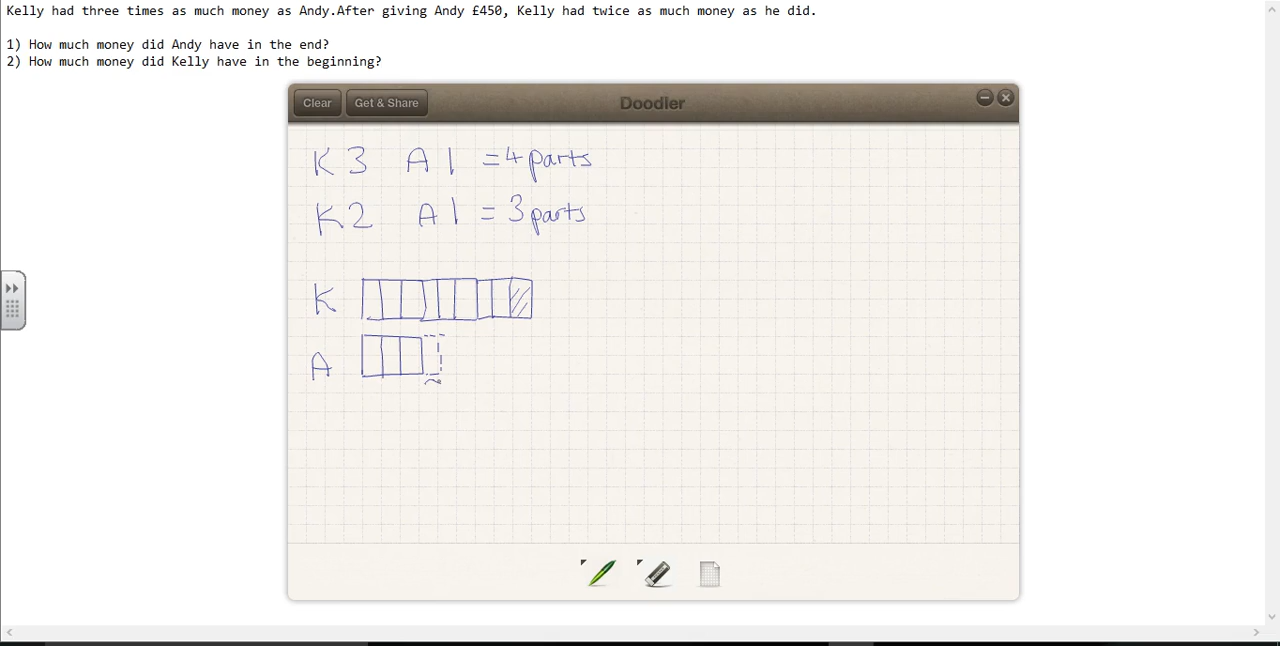 Kelly had three times as much money as Andy.After giving Andy £450, Kelly had twice as much money as he did.
1) How much money did Andy have in the end?
2) How much money did Kelly have in the beginning?
Clear Get & Share Doodler
K 3 A 1 = 4 parts
K 2 A 1 = 3 parts
K
A